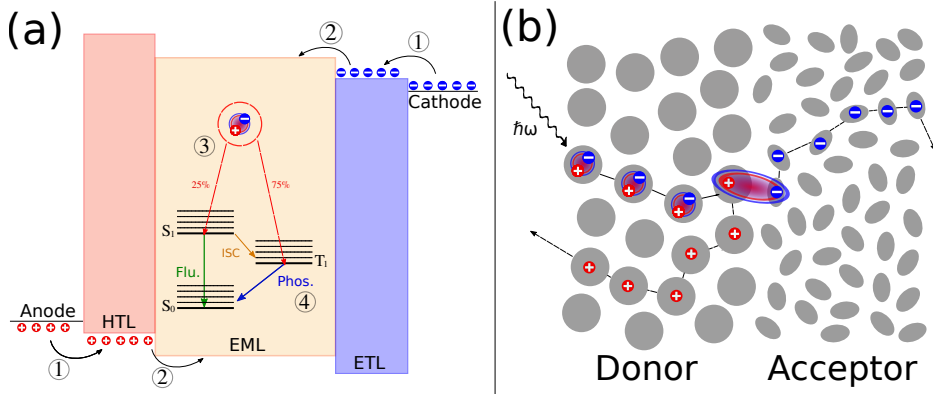 (a)
②
①
Cathode
③
25%
75%
S₁
ISC
T₁
Flu.
Phos.
④
S₀
Anode
HTL
①
②
EML
ETL
(b)
ℏω
Donor
Acceptor